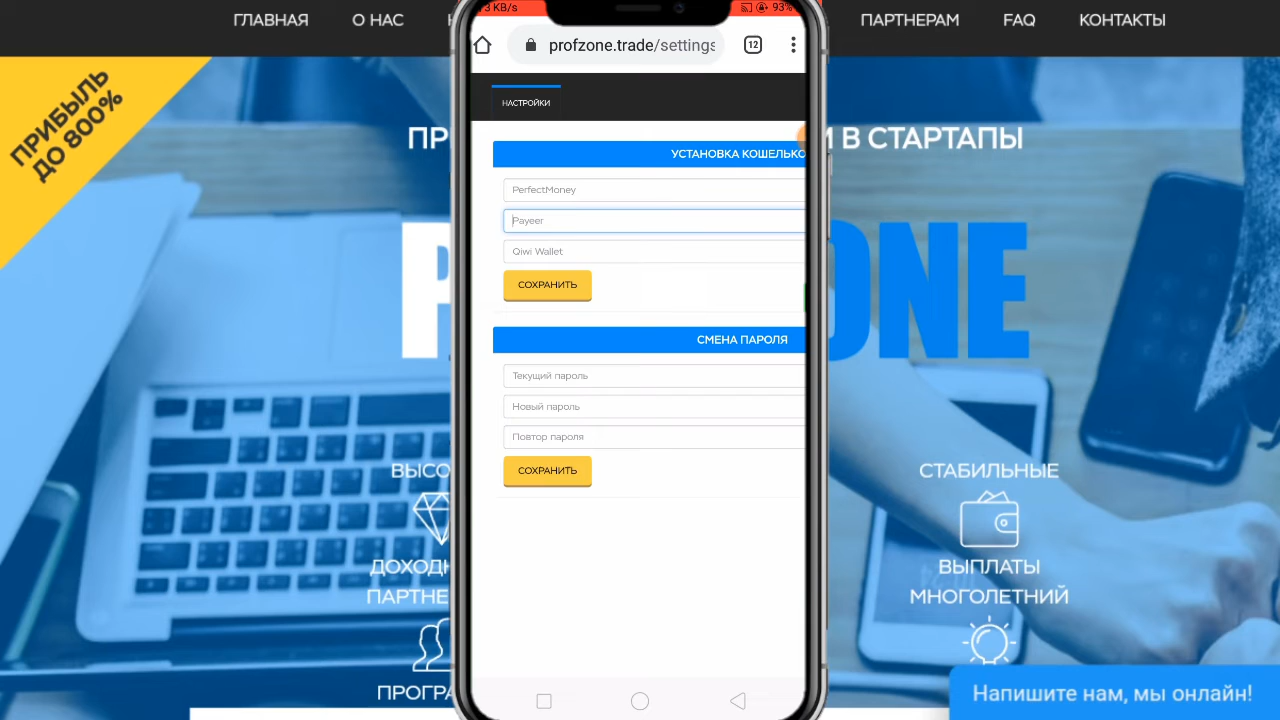 ГЛАВНАЯ О НАС ПАРТНЕРАМ FAQ КОНТАКТЫ
ПРИБЫЛЬ
ДО 800%
KB/s 93%
profzone.trade/settings 12
НАСТРОЙКИ
И В СТАРТАПЫ
УСТАНОВКА КОШЕЛЬКО
PerfectMoney
Payeer
Qiwi Wallet
СОХРАНИТЬ
ONE
СМЕНА ПАРОЛЯ
Текущий пароль
Новый пароль
Повтор пароля
СОХРАНИТЬ
СТАБИЛЬНЫЕ
ВЫПЛАТЫ
МНОГОЛЕТНИЙ
Напишите нам, мы онлайн!